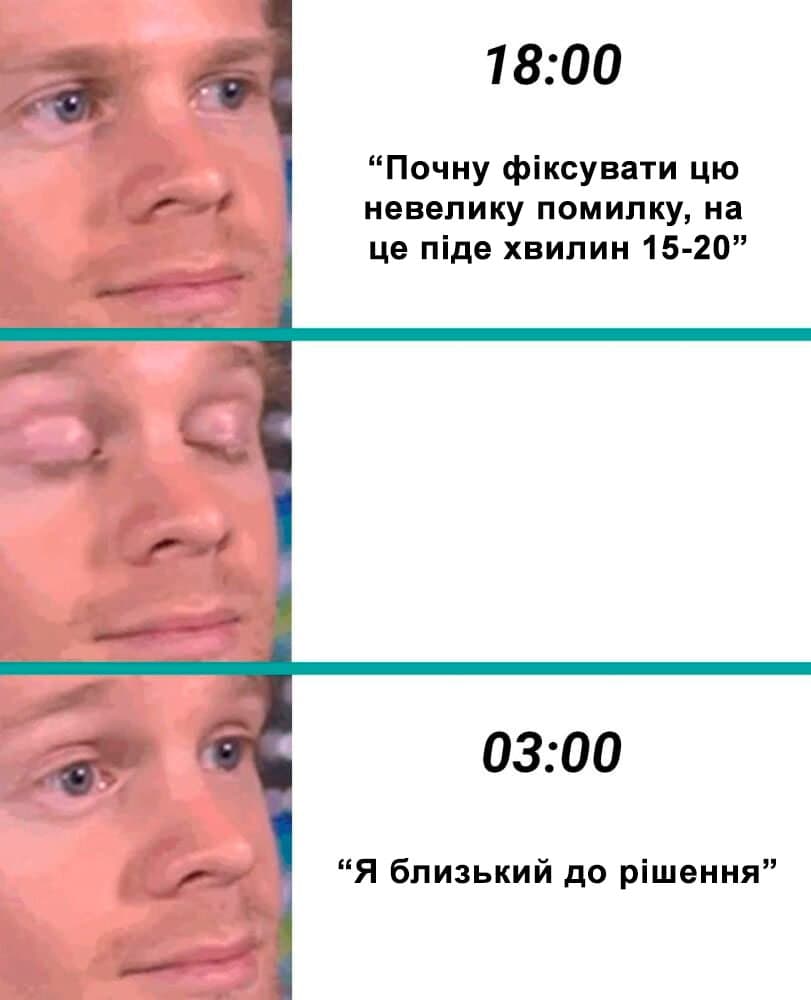 18:00
“Почну фіксувати цю
невелику помилку, на
це піде хвилин 15-20”
03:00
“Я близький до рішення”